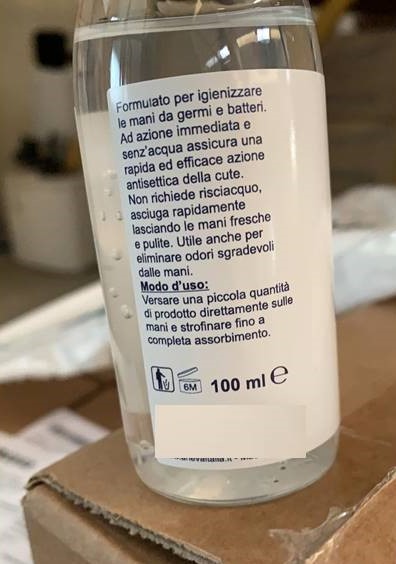 Formulato per igienizzare
le mani da germi e batteri.
Ad azione immediata e
senz'acqua assicura una
rapida ed efficace azione
antisettica della cute.
Non richiede risciacquo,
asciuga rapidamente
lasciando le mani fresche
e pulite. Utile anche per
eliminare odori sgradevoli
dalle mani.
Modo d'uso:
Versare una piccola quantità
di prodotto direttamente sulle
mani e strofinare fino a
completa assorbimento.
6M 100 ml e